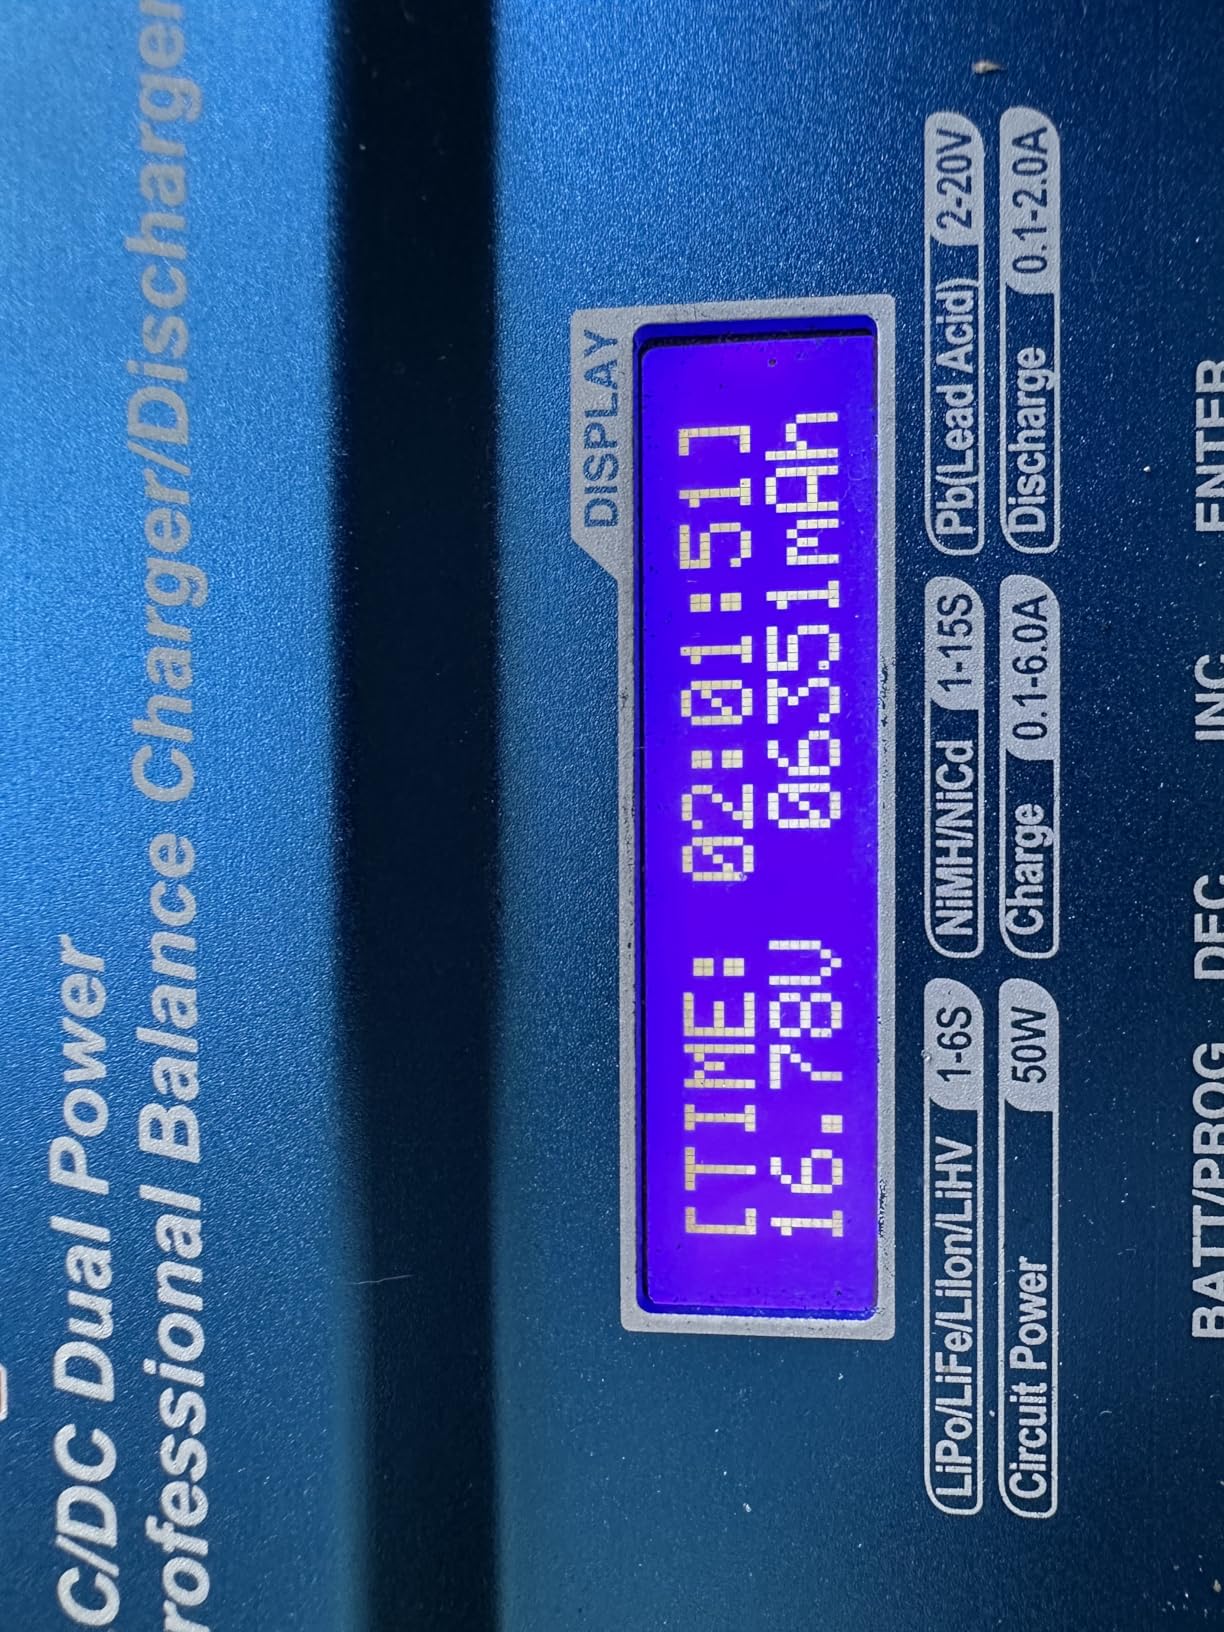 C/DC Dual Power
rofessional Balance Charger/Discharger
DISPLAY
[TIME: 02:01:51]
16.78V 06351mAh
LiPo/LiFe/LiIon/LiHV 1-6S NiMH/NiCd 1-15S Pb(Lead Acid) 2-20V
Circuit Power 50W Charge 0.1-6.0A Discharge 0.1-2.0A
BATT/PROG DEC. INC. ENTER